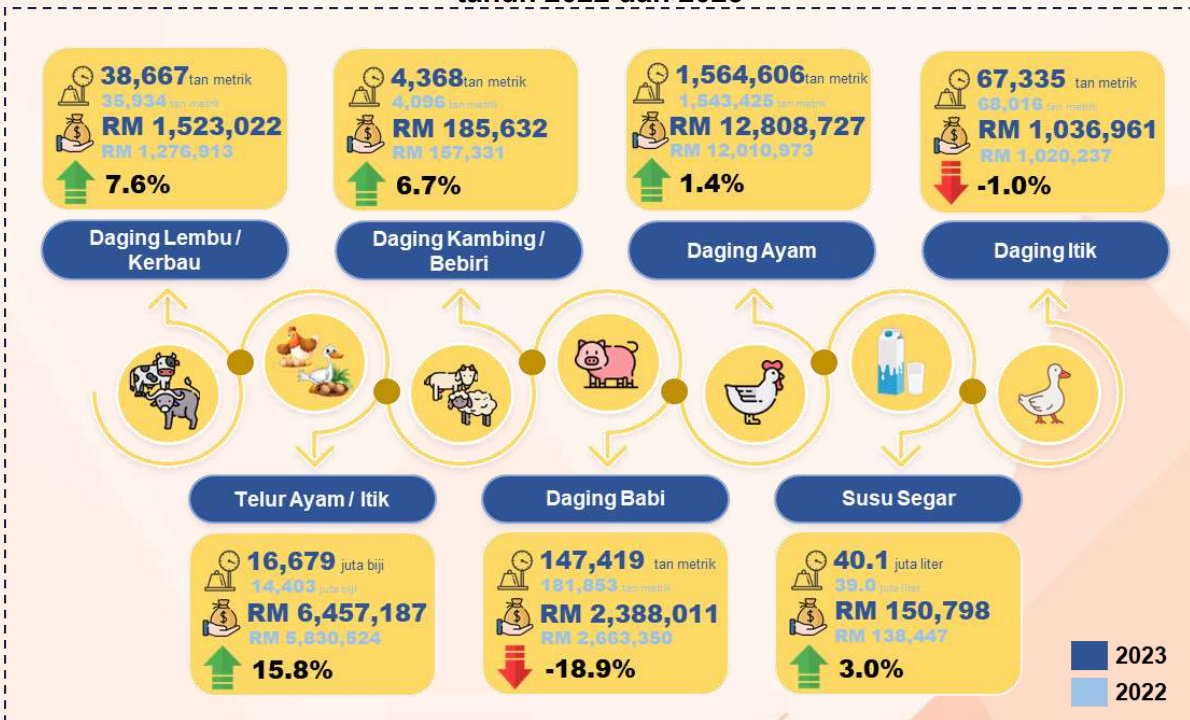 tahun 2022 dan 2023
38,667 tan metrik
35,934 tan metrik
RM 1,523,022
RM 1,276,913
7.6%
Daging Lembu /
Kerbau
4,368 tan metrik
4,096 tan metrik
RM 185,632
RM 157,331
6.7%
Daging Kambing /
Bebiri
1,564,606 tan metrik
1,543,425 tan metrik
RM 12,808,727
RM 12,010,973
1.4%
Daging Ayam
67,335 tan metrik
68,016 tan metrik
RM 1,036,961
RM 1,020,237
-1.0%
Daging Itik
Telur Ayam / Itik
16,679 juta biji
14,403 juta biji
RM 6,457,187
RM 5,830,524
15.8%
Daging Babi
147,419 tan metrik
181,853 tan metrik
RM 2,388,011
RM 2,663,350
-18.9%
Susu Segar
40.1 juta liter
39.0 juta liter
RM 150,798
RM 138,447
3.0%
2023
2022